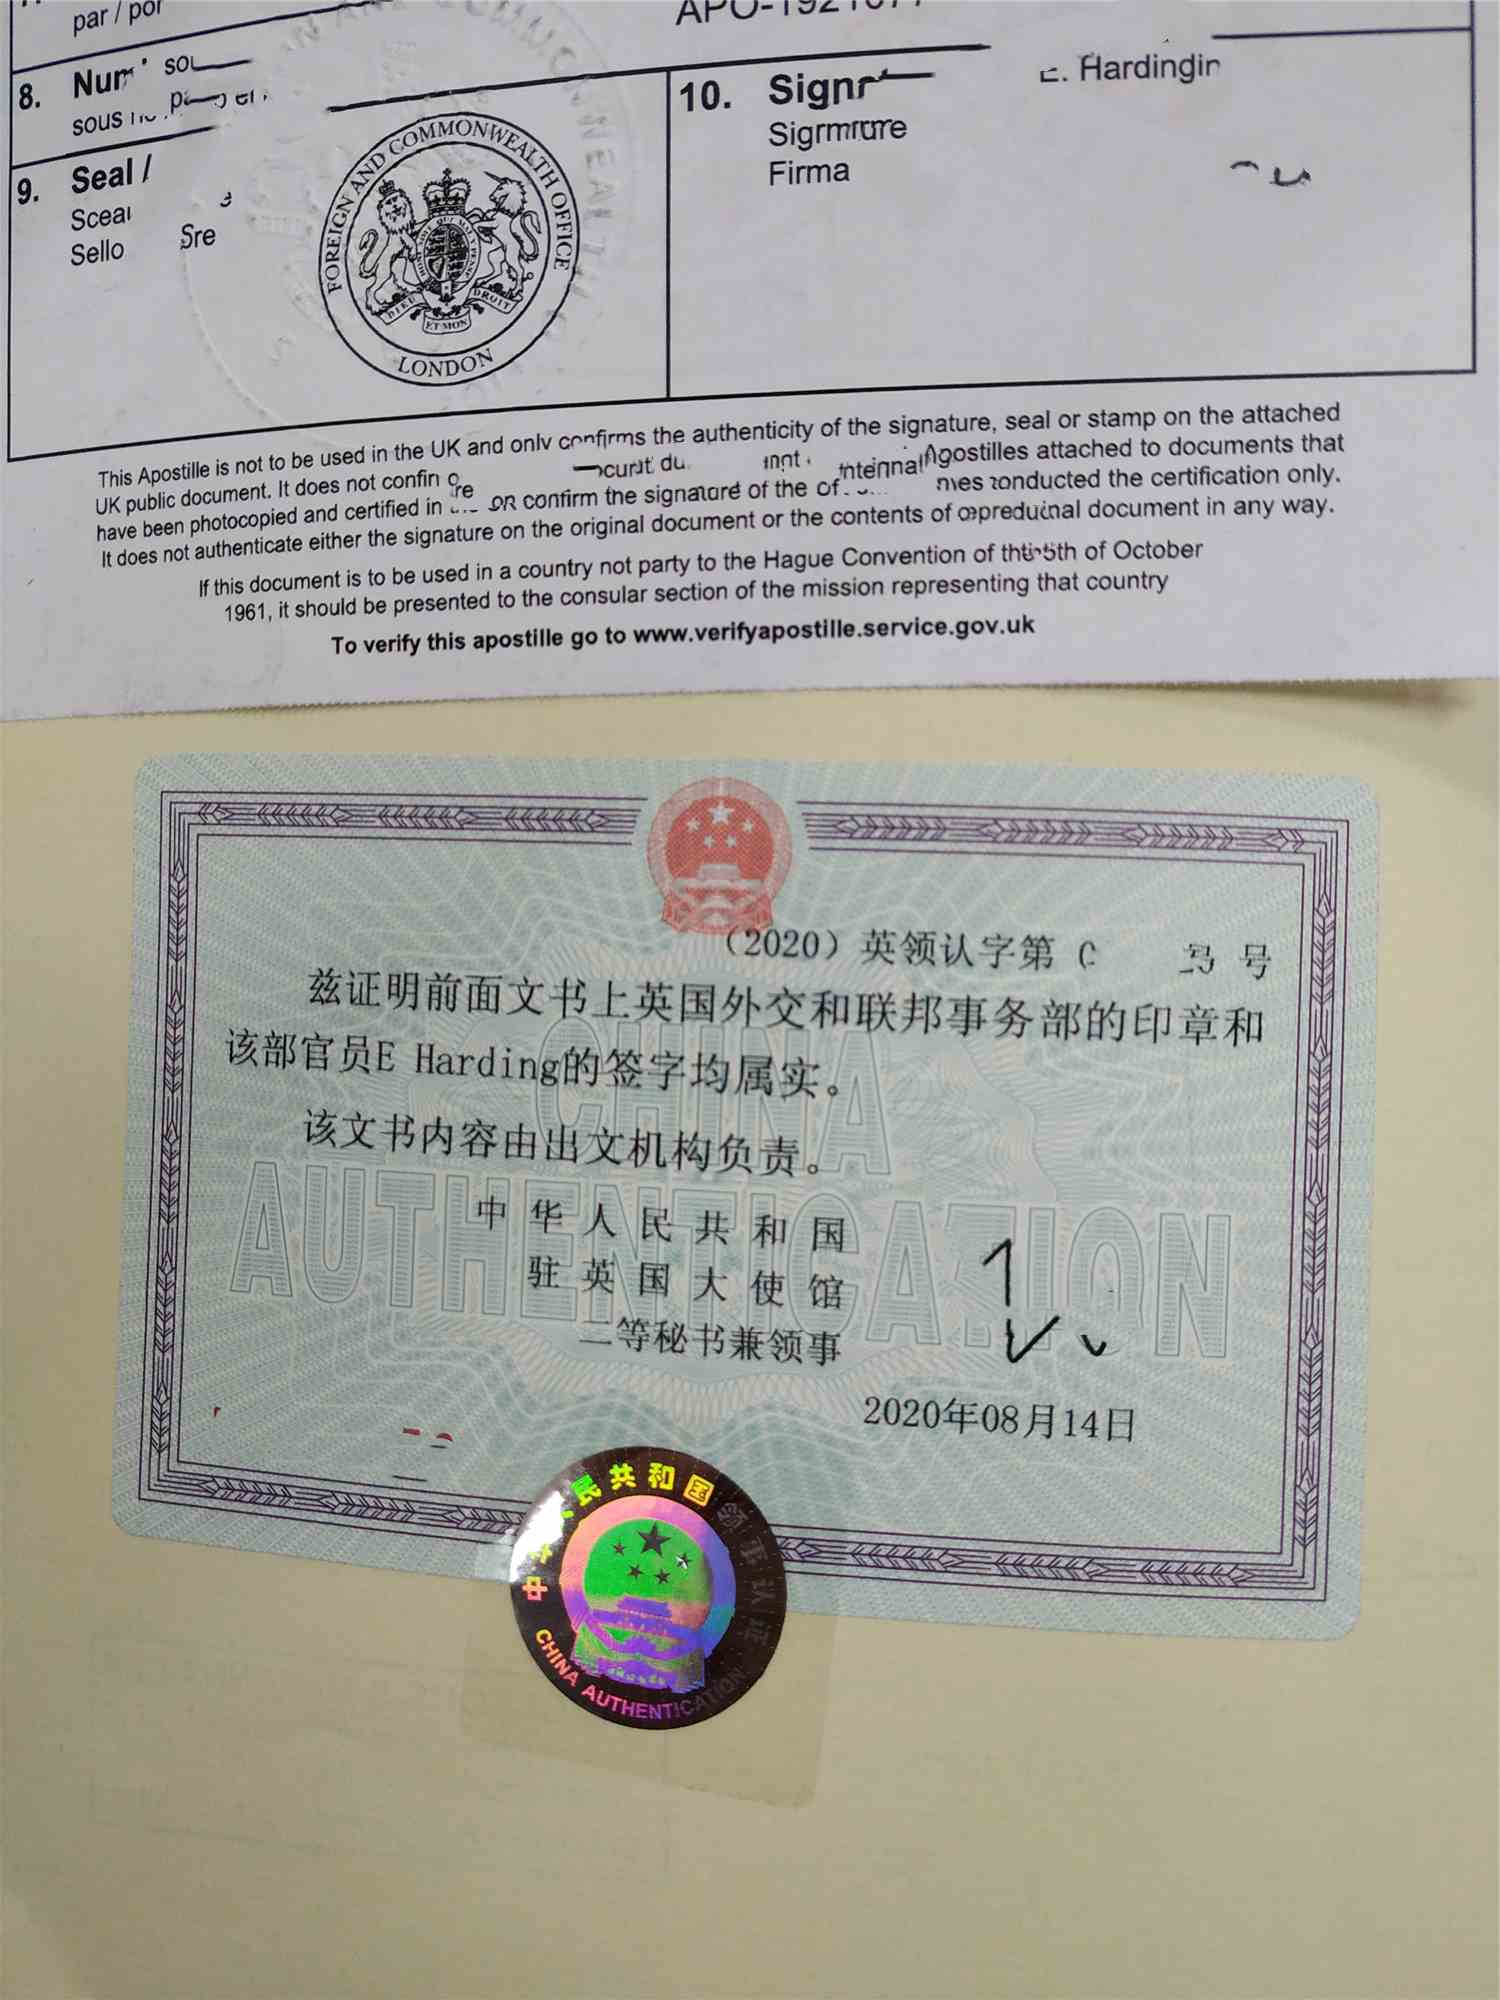 par / por
8.
sous
10.
Firma
9. Seal /
Sello
FOREIGN AND COMMONWEALTH OFFICE
DIEU ET MON DROIT
LONDON
This Apostille is not to be used in the UK and only confirms the authenticity of the signature, seal or stamp on the attached
UK public document. It does not Apostilles attached to documents that
have been photocopied and certified in confirm the signature of the conducted the certification only.
It does not authenticate either the signature on the original document or the contents of document in any way.
If this document is to be used in a country not party to the Hague Convention of of October
1961, it should be presented to the consular section of the mission representing that country
To verify this apostille go to www.verifyapostille.service.gov.uk
（2020）英领认字第 号
兹证明前面文书上英国外交和联邦事务部的印章和
该部官员E Harding的签字均属实。
该文书内容由出文机构负责。
中华人民共和国
驻英国大使馆
二等秘书兼领事
2020年08月14日
CHINA
AUTHENTICATION
中 人民共和国 领事认证
CHINA AUTHENTICATION